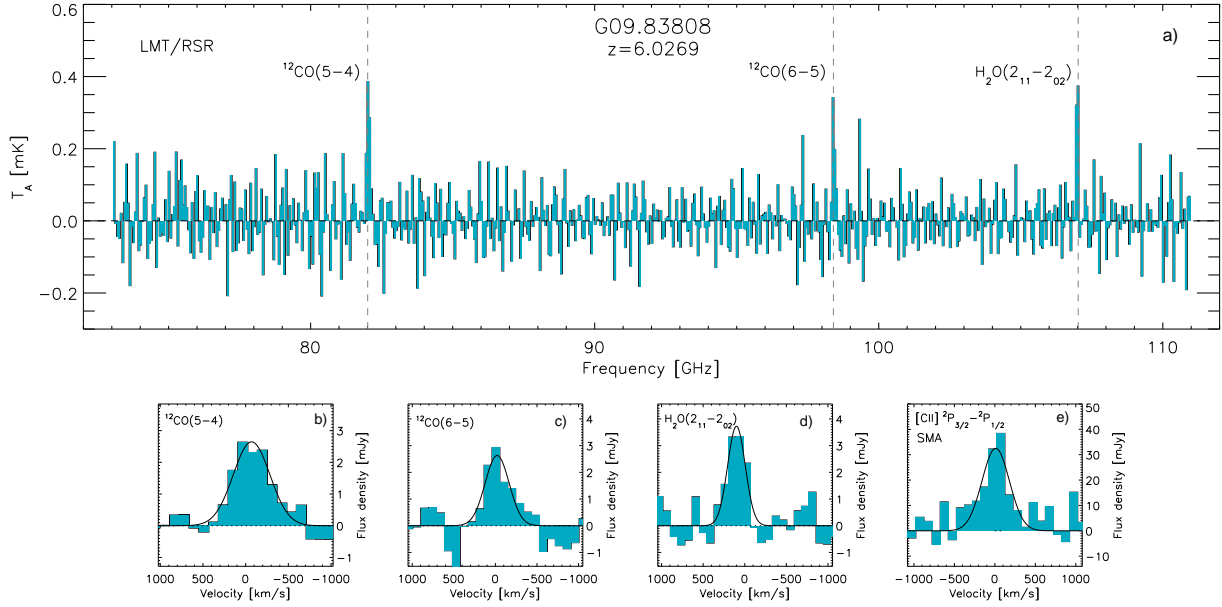 G09.83808
z=6.0269
a)
LMT/RSR
¹²CO(5−4)
¹²CO(6−5)
H₂O(2₁₁−2₀₂)
0.6
0.4
0.2
0.0
−0.2
T_A [mK]
80
90
100
110
Frequency [GHz]
¹²CO(5−4)
b)
3
2
1
0
−1
Flux density [mJy]
1000
500
0
−500
−1000
Velocity [km/s]
¹²CO(6−5)
c)
4
3
2
1
0
−1
Flux density [mJy]
1000
500
0
−500
−1000
Velocity [km/s]
H₂O(2₁₁−2₀₂)
d)
4
3
2
1
0
−1
Flux density [mJy]
1000
500
0
−500
−1000
Velocity [km/s]
[CII] ²P₃/₂−²P₁/₂
e)
SMA
50
40
30
20
10
0
−10
Flux density [mJy]
−1000
−500
0
500
1000
Velocity [km/s]